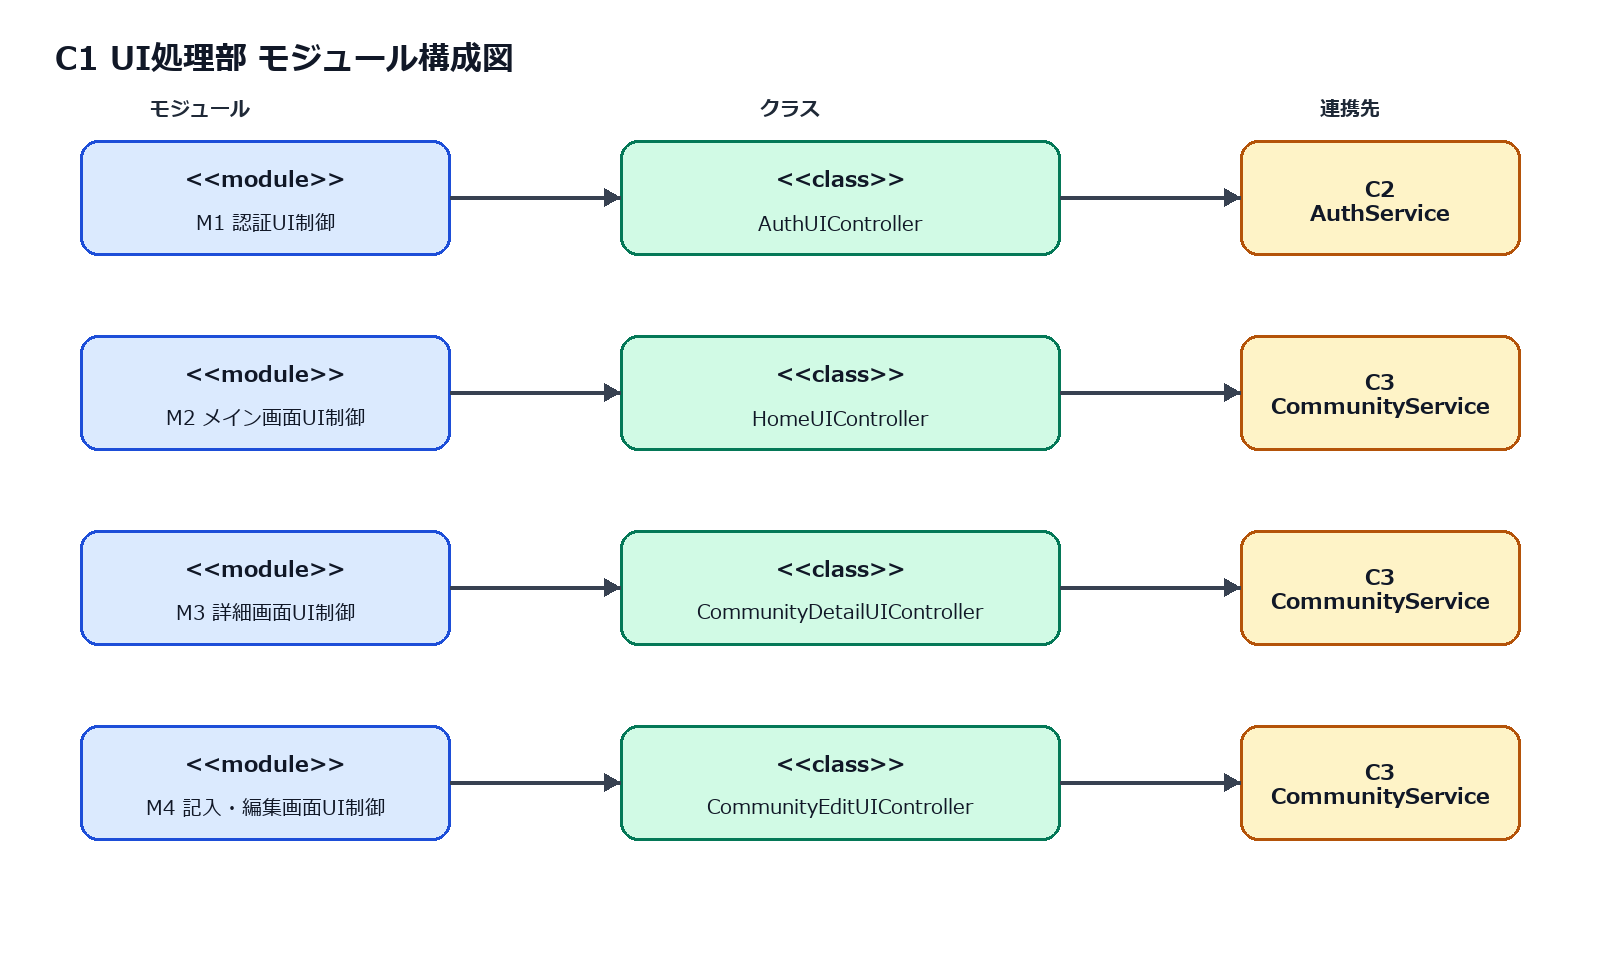 C1 UI処理部 モジュール構成図
モジュール
クラス
連携先
<<module>>
M1 認証UI制御
<<class>>
AuthUIController
C2
AuthService
<<module>>
M2 メイン画面UI制御
<<class>>
HomeUIController
C3
CommunityService
<<module>>
M3 詳細画面UI制御
<<class>>
CommunityDetailUIController
C3
CommunityService
<<module>>
M4 記入・編集画面UI制御
<<class>>
CommunityEditUIController
C3
CommunityService